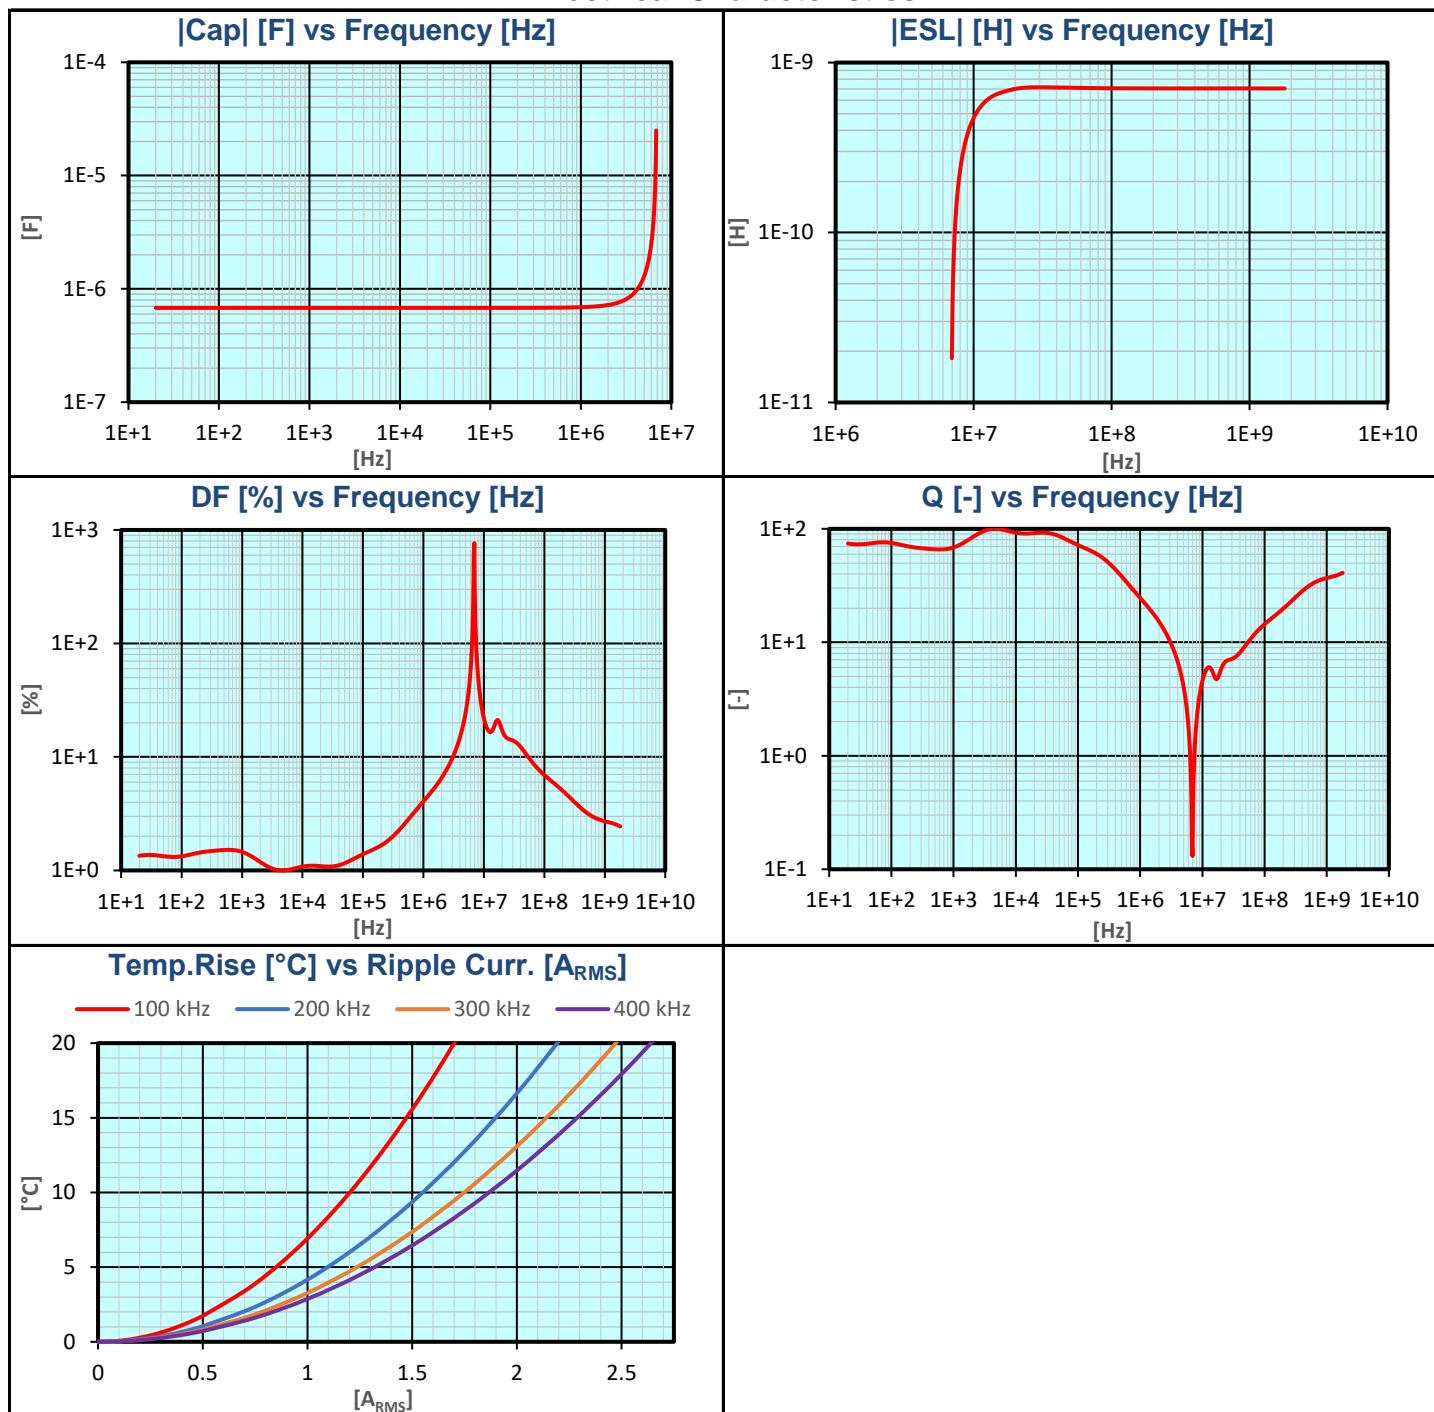 |Cap| [F] vs Frequency [Hz]
1E-4
1E-5
1E-6
1E-7
[F]
1E+1 1E+2 1E+3 1E+4 1E+5 1E+6 1E+7
[Hz]
|ESL| [H] vs Frequency [Hz]
1E-9
1E-10
1E-11
[H]
1E+6 1E+7 1E+8 1E+9 1E+10
[Hz]
DF [%] vs Frequency [Hz]
1E+3
1E+2
1E+1
1E+0
[%]
1E+1 1E+2 1E+3 1E+4 1E+5 1E+6 1E+7 1E+8 1E+9 1E+10
[Hz]
Q [-] vs Frequency [Hz]
1E+2
1E+1
1E+0
1E-1
[-]
1E+1 1E+2 1E+3 1E+4 1E+5 1E+6 1E+7 1E+8 1E+9 1E+10
[Hz]
Temp.Rise [°C] vs Ripple Curr. [ARMS]
100 kHz 200 kHz 300 kHz 400 kHz
20
15
10
5
0
[°C]
0 0.5 1 1.5 2 2.5
[ARMS]